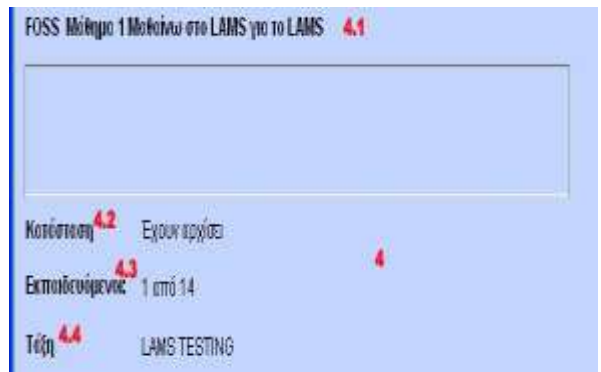 FOSS Μάθημα 1 Μαθαίνω στο LAMS για το LAMS 4.1
Κατάσταση 4.2 Εχουν αρχίσει
4
Εκπαιδευόμενος 4.3 1 από 14
Τάξη 4.4 LAMS TESTING